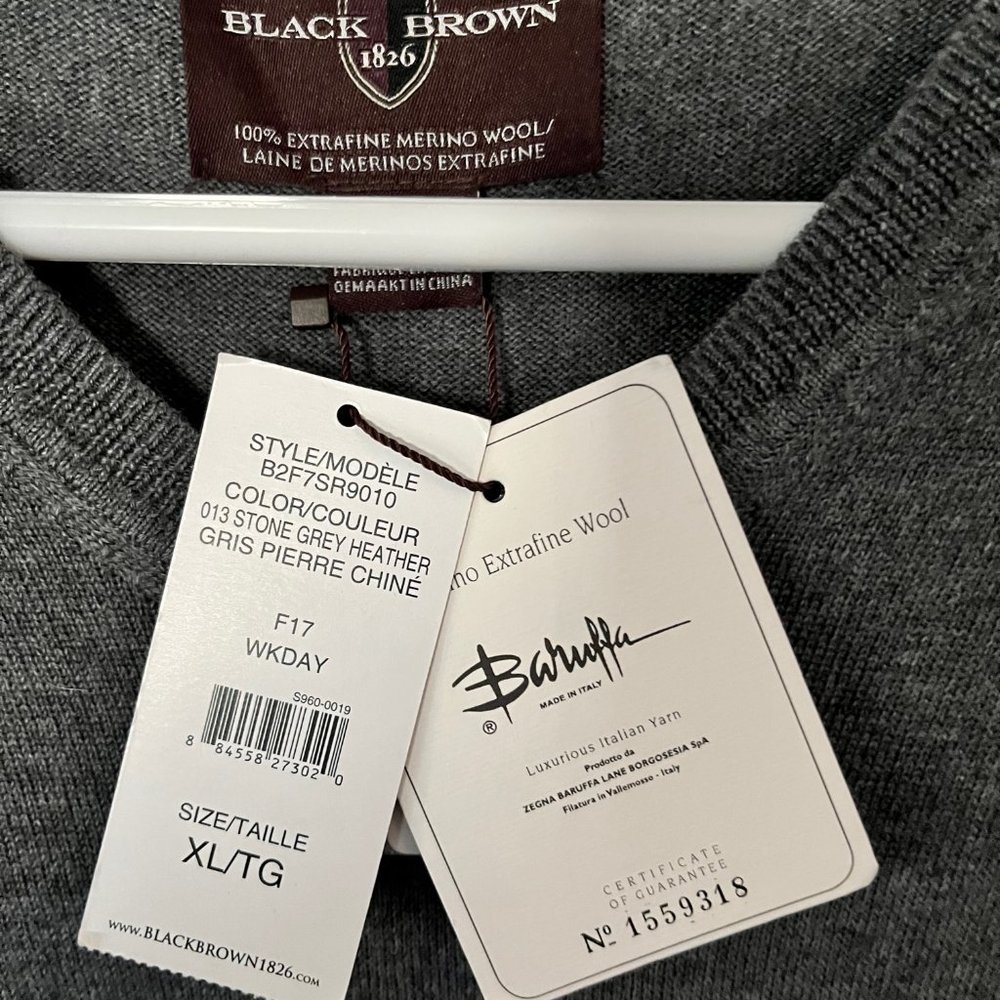 BLACK BROWN
1826
100% EXTRAFINE MERINO WOOL/
LAINE DE MERINOS EXTRAFINE
GEMAAKT IN CHINA
STYLE/MODÈLE
B2F7SR9010
COLOR/COULEUR
013 STONE GREY HEATHER
GRIS PIERRE CHINÉ
F17
WKDAY
S960-0019
8 84558 27302 0
SIZE/TAILLE
XL/TG
www.BLACKBROWN1826.COM
Extrafine Wool
Baruffa
®
MADE IN ITALY
Luxurious Italian Yarn
Prodotto da
ZEGNA BARUFFA LANE BORGOSESIA SpA
Filatura in Vallemosso - Italy
CERTIFICATE
OF GUARANTEE
Nº 1559318